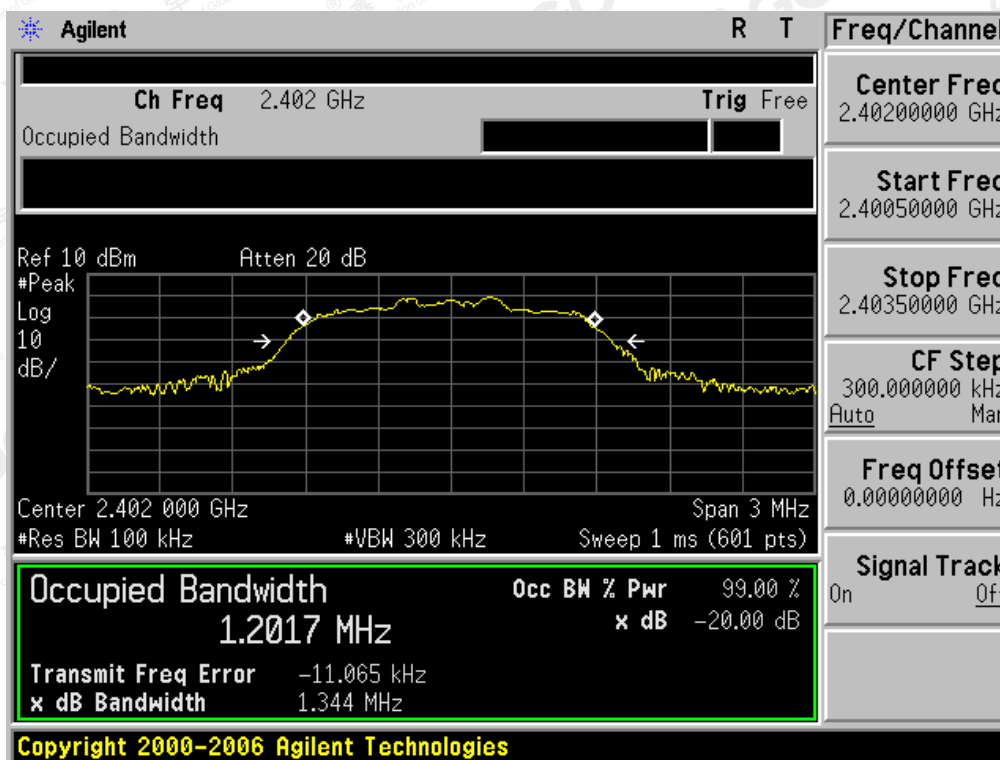 Agilent R T
Ch Freq 2.402 GHz Trig Free
Occupied Bandwidth
Ref 10 dBm Atten 20 dB
#Peak
Log
10
dB/
Center 2.402 000 GHz Span 3 MHz
#Res BW 100 kHz #VBW 300 kHz Sweep 1 ms (601 pts)
Occupied Bandwidth
1.2017 MHz
Occ BW % Pwr 99.00 %
x dB -20.00 dB
Transmit Freq Error -11.065 kHz
x dB Bandwidth 1.344 MHz
Copyright 2000-2006 Agilent Technologies
Freq/Channel
Center Freq
2.40200000 GHz
Start Freq
2.40050000 GHz
Stop Freq
2.40350000 GHz
CF Step
300.000000 kHz
Auto Man
Freq Offset
0.00000000 Hz
Signal Track
On Off